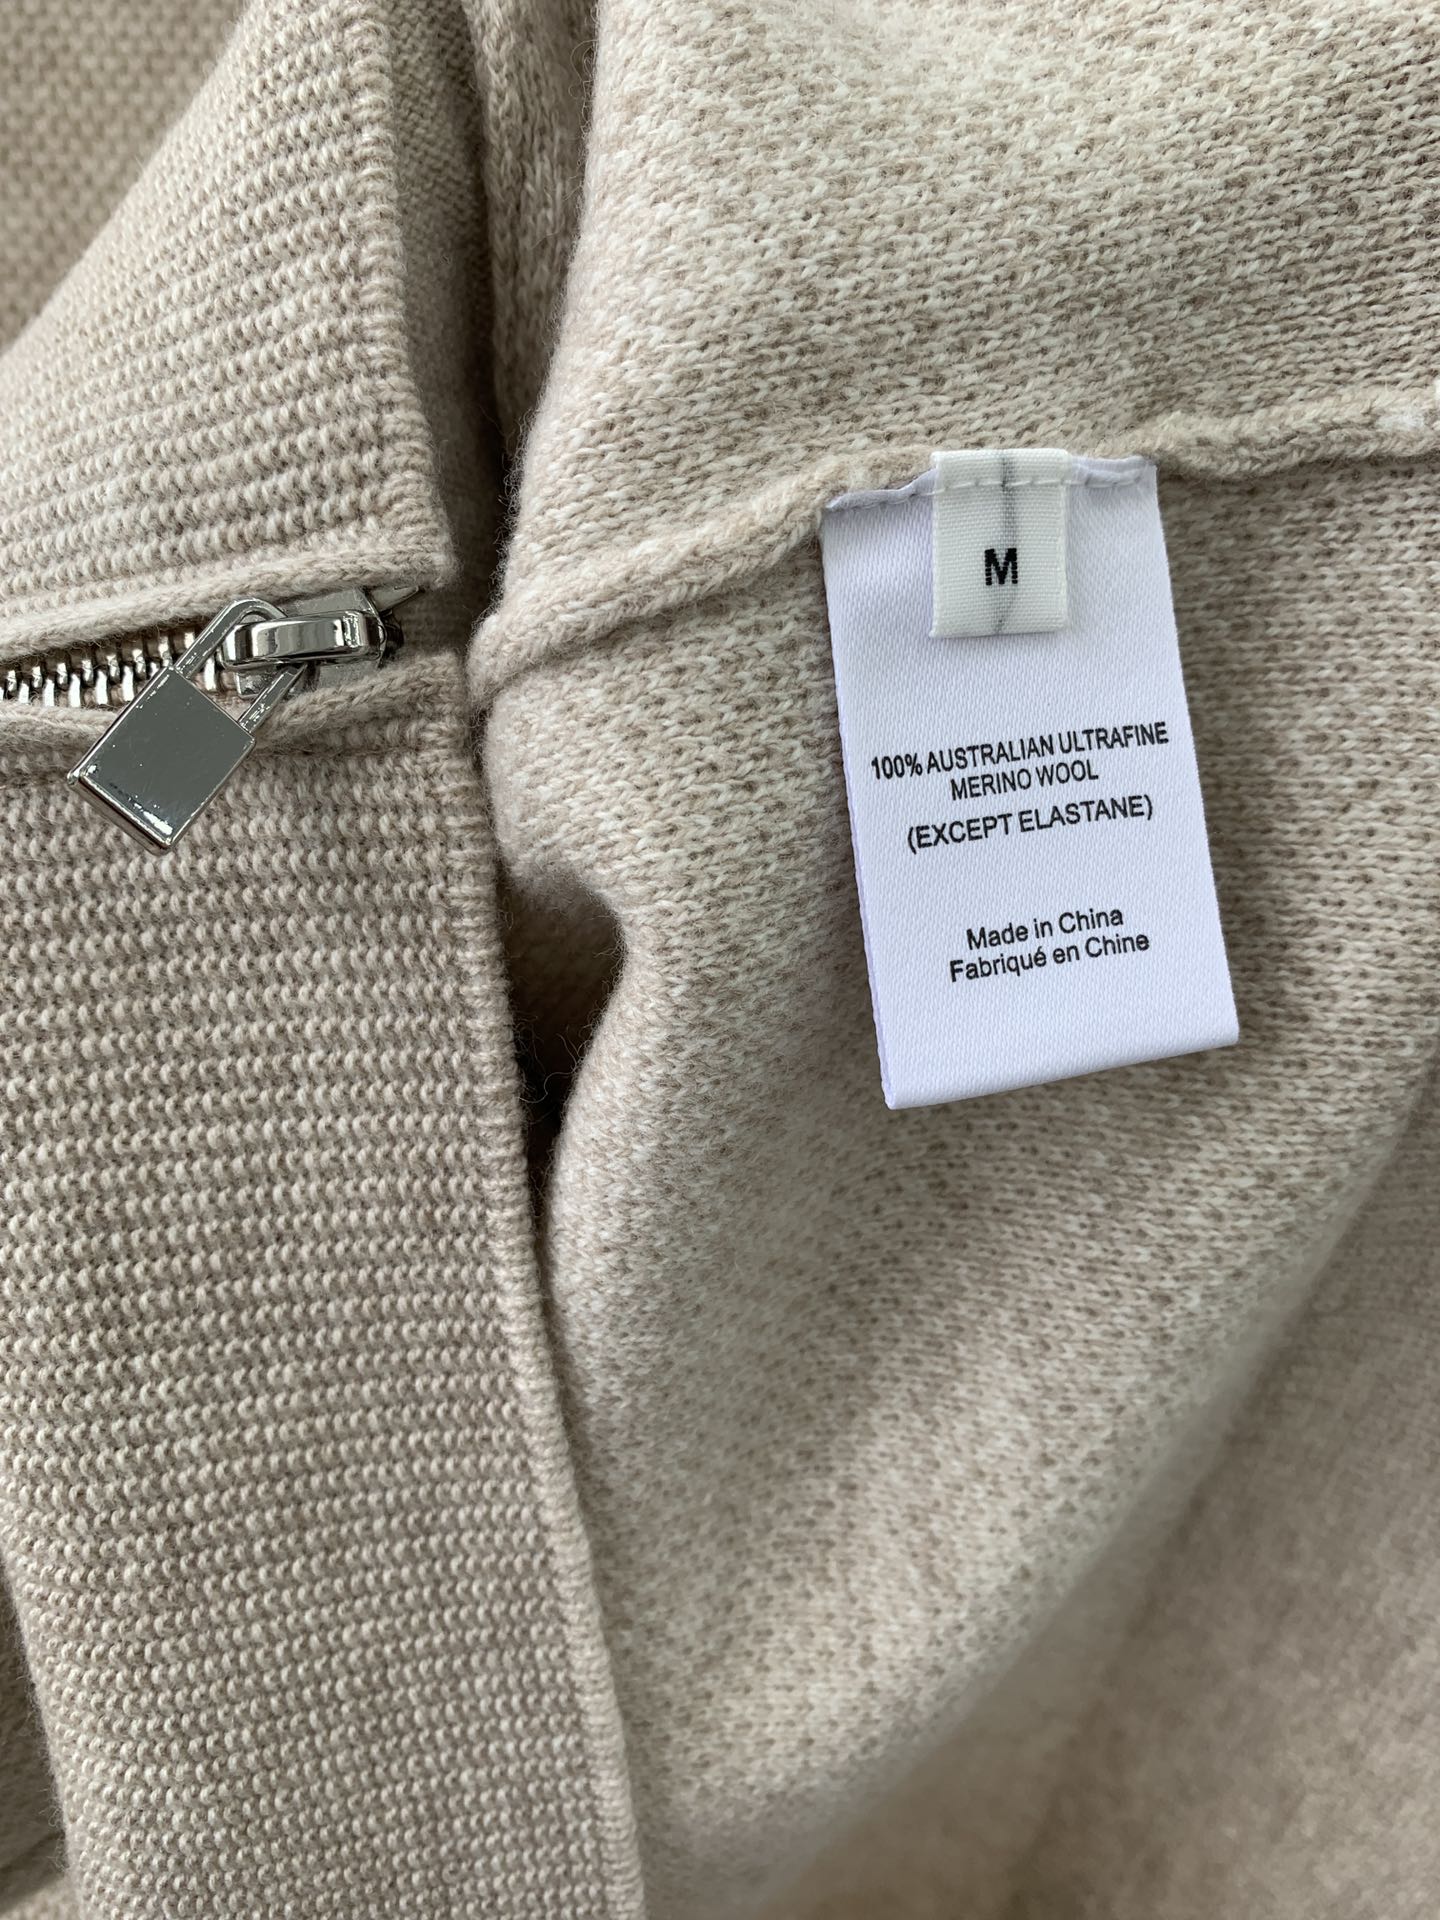 M
100% AUSTRALIAN ULTRAFINE
MERINO WOOL
(EXCEPT ELASTANE)
Made in China
Fabriqué en Chine